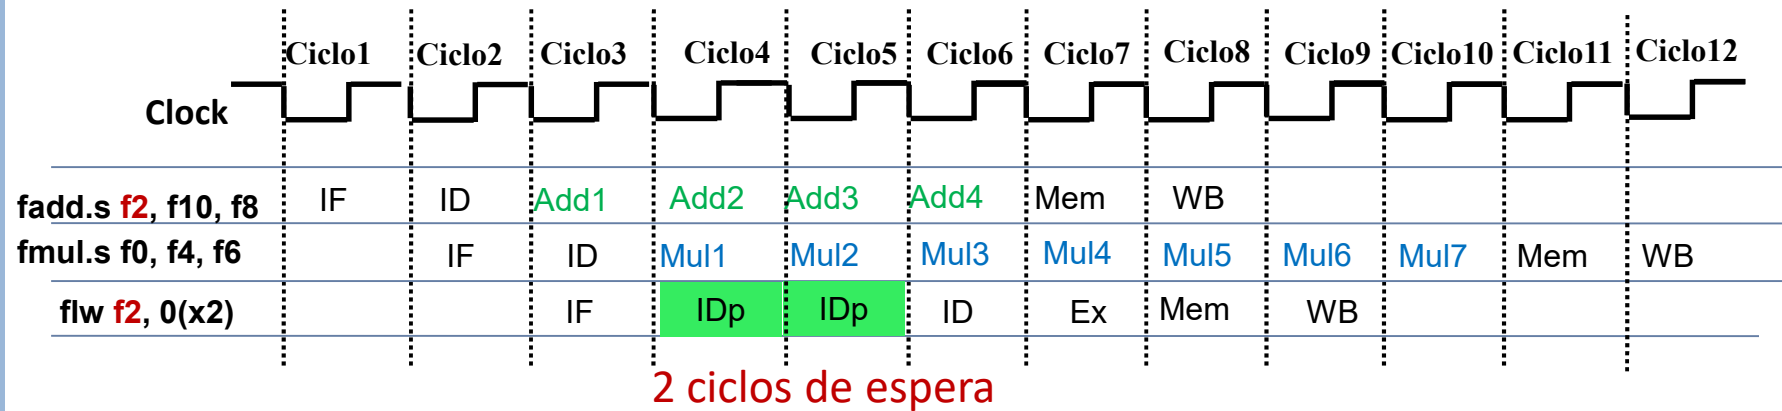 Ciclo1 Ciclo2 Ciclo3 Ciclo4 Ciclo5 Ciclo6 Ciclo7 Ciclo8 Ciclo9 Ciclo10 Ciclo11 Ciclo12
Clock
fadd.s f2, f10, f8 IF ID Add1 Add2 Add3 Add4 Mem WB
fmul.s f0, f4, f6 IF ID Mul1 Mul2 Mul3 Mul4 Mul5 Mul6 Mul7 Mem WB
flw f2, 0(x2) IF IDp IDp ID Ex Mem WB
2 ciclos de espera